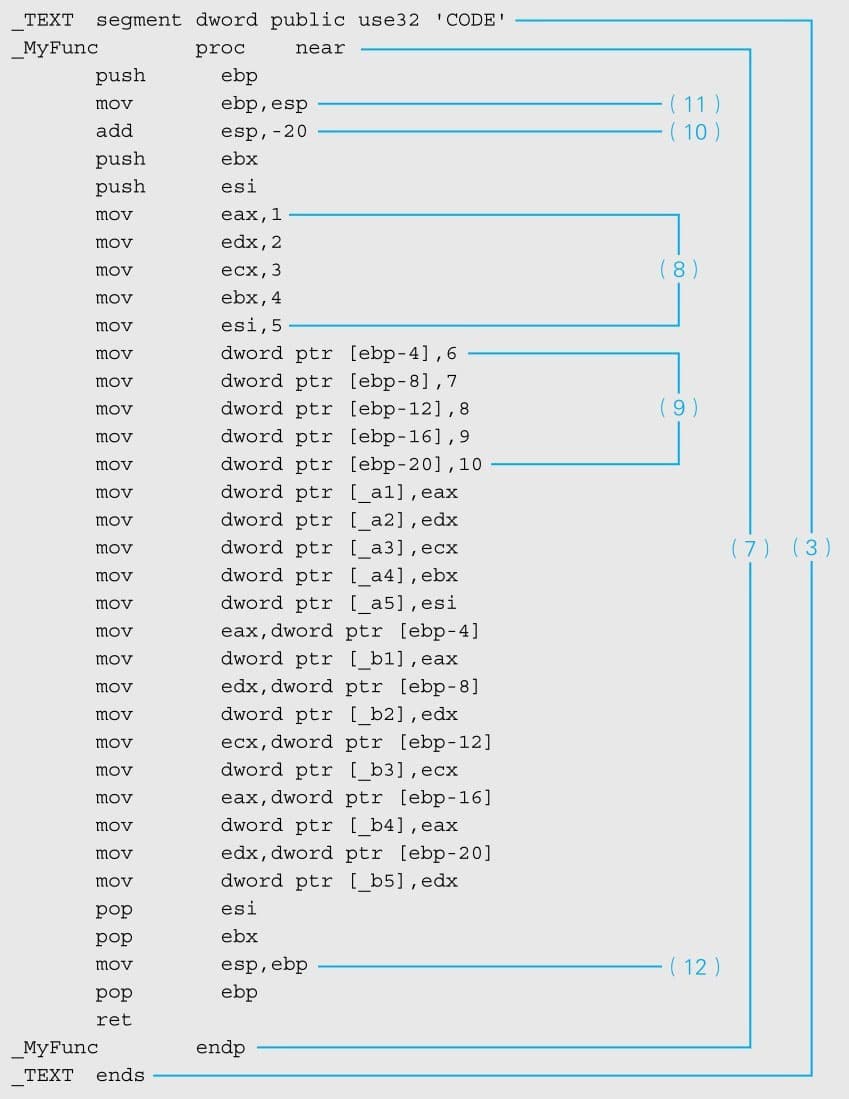 _TEXT segment dword public use32 'CODE'
_MyFunc proc near
push ebp
mov ebp,esp (11)
add esp,-20 (10)
push ebx
push esi
mov eax,1
mov edx,2
mov ecx,3 (8)
mov ebx,4
mov esi,5
mov dword ptr [ebp-4],6
mov dword ptr [ebp-8],7
mov dword ptr [ebp-12],8 (9)
mov dword ptr [ebp-16],9
mov dword ptr [ebp-20],10
mov dword ptr [_a1],eax
mov dword ptr [_a2],edx
mov dword ptr [_a3],ecx (7) (3)
mov dword ptr [_a4],ebx
mov dword ptr [_a5],esi
mov eax,dword ptr [ebp-4]
mov dword ptr [_b1],eax
mov edx,dword ptr [ebp-8]
mov dword ptr [_b2],edx
mov ecx,dword ptr [ebp-12]
mov dword ptr [_b3],ecx
mov eax,dword ptr [ebp-16]
mov dword ptr [_b4],eax
mov edx,dword ptr [ebp-20]
mov dword ptr [_b5],edx
pop esi
pop ebx
mov esp,ebp (12)
pop ebp
ret
_MyFunc endp
_TEXT ends